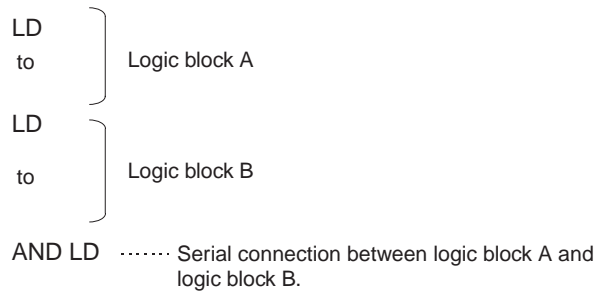 LD
to Logic block A
LD
to Logic block B
AND LD ······· Serial connection between logic block A and
logic block B.